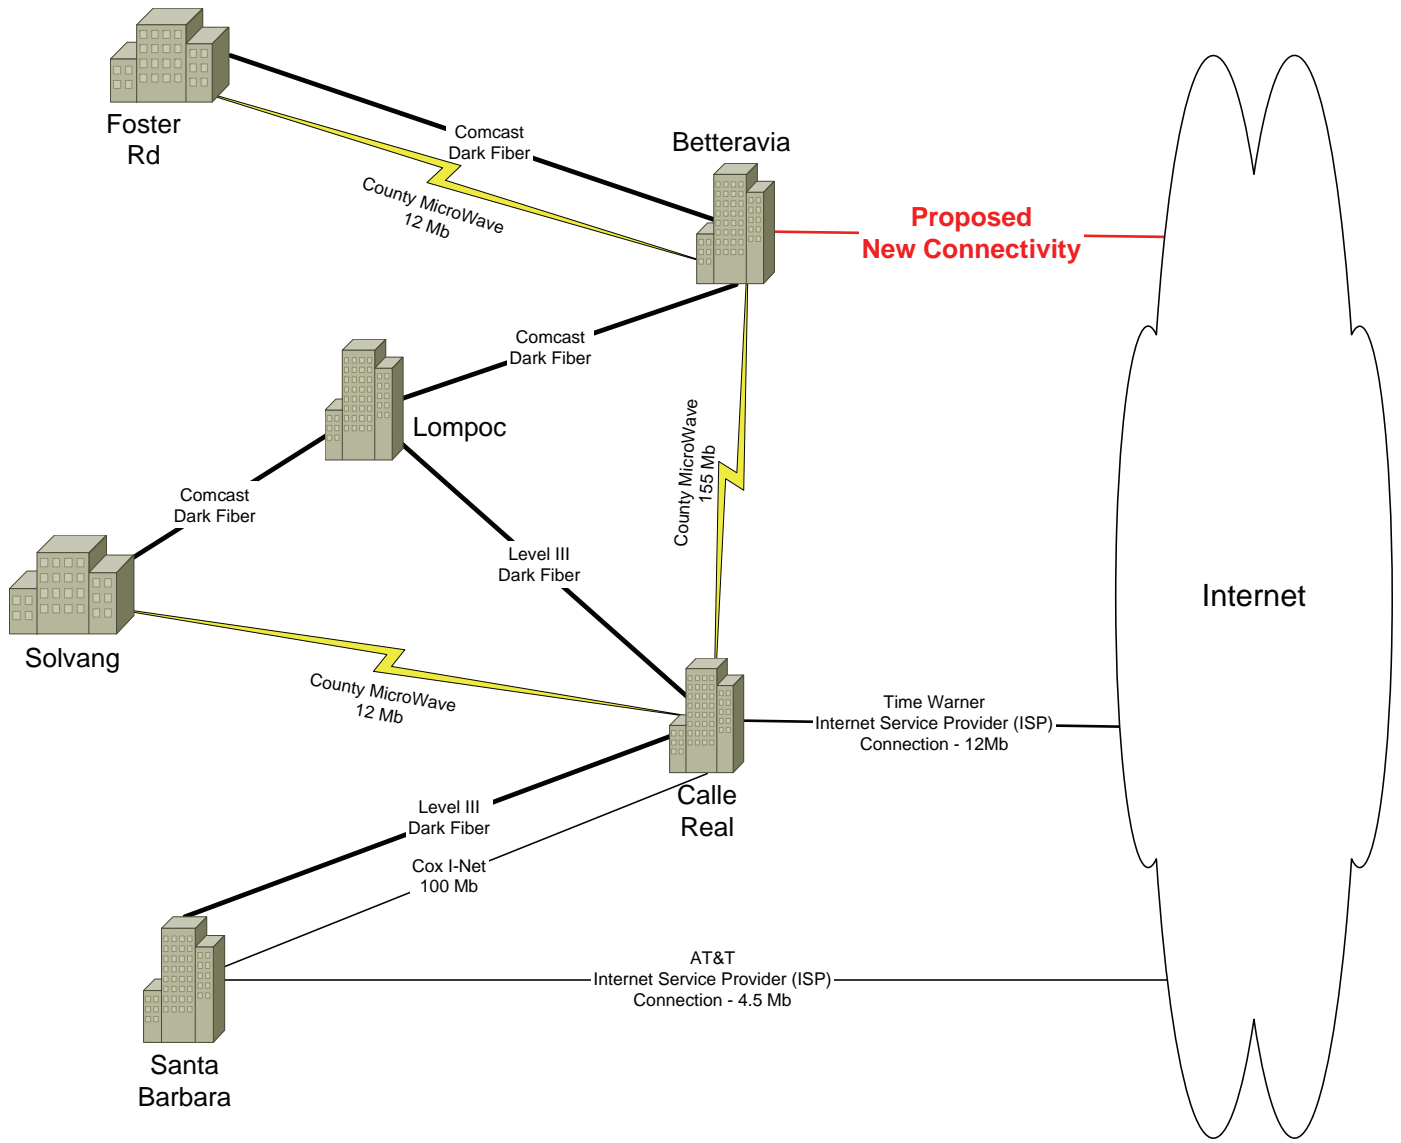 Foster
Rd
Comcast
Dark Fiber
County MicroWave
12 Mb
Betteravia
Proposed
New Connectivity
Comcast
Dark Fiber
Lompoc
County MicroWave
155 Mb
Comcast
Dark Fiber
Level III
Dark Fiber
Internet
Solvang
County MicroWave
12 Mb
Time Warner
Internet Service Provider (ISP)
Connection - 12Mb
Calle
Real
Level III
Dark Fiber
Cox I-Net
100 Mb
AT&T
Internet Service Provider (ISP)
Connection - 4.5 Mb
Santa
Barbara